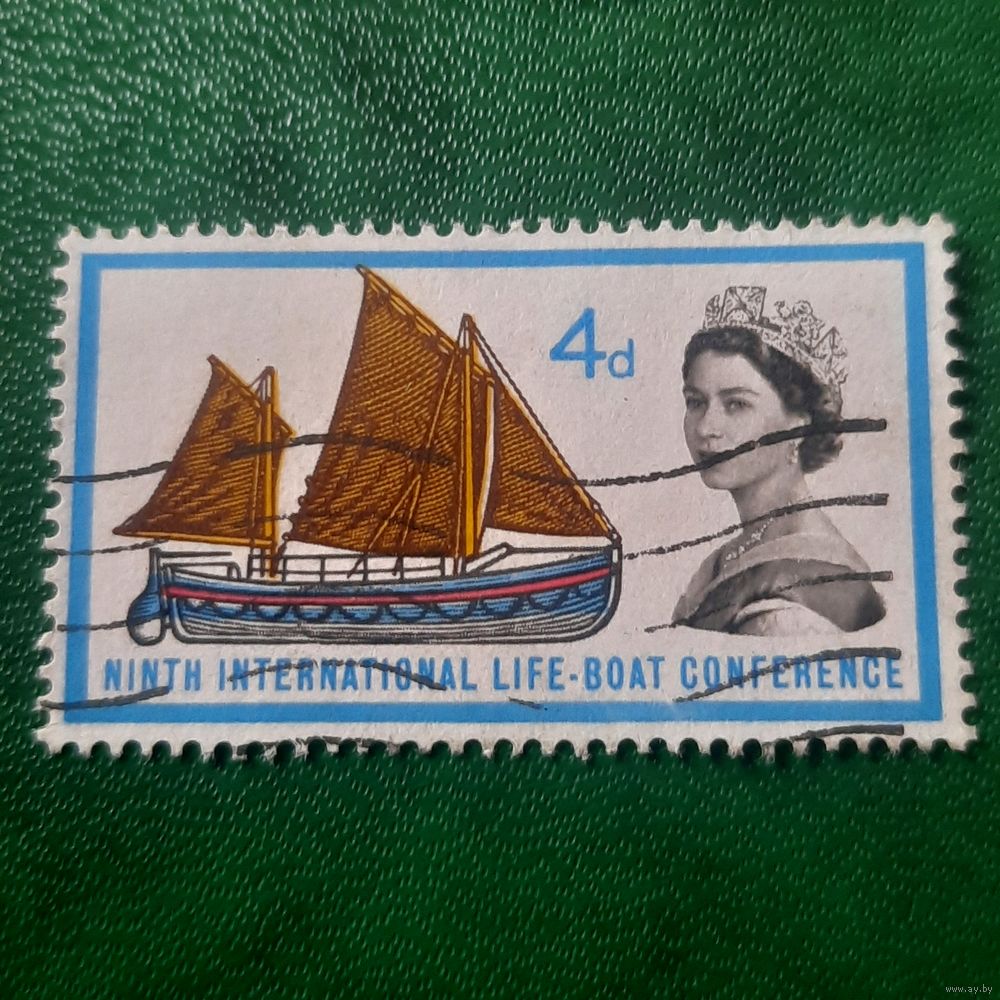 4d
NINTH INTERNATIONAL LIFE-BOAT CONFERENCE
www.ay.by